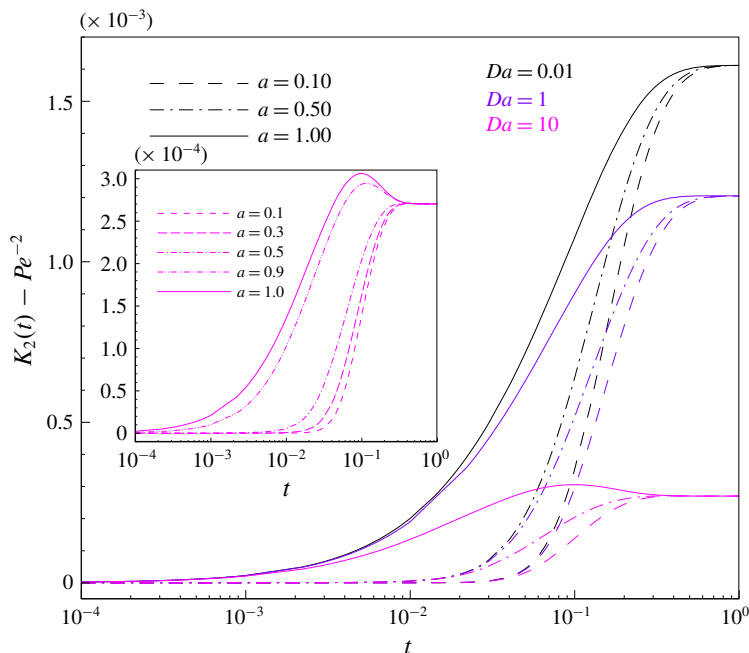 (× 10⁻³)
1.5
1.0
0.5
0
K₂(t) − Pe⁻²
a = 0.10
a = 0.50
a = 1.00
Da = 0.01
Da = 1
Da = 10
(× 10⁻⁴)
3.0
2.5
2.0
3.0
4.0
5.0
0
a = 0.1
a = 0.3
a = 0.5
a = 0.9
a = 1.0
10⁻⁴ 10⁻³ 10⁻² 10⁻¹ 10⁰
t
10⁻⁴ 10⁻³ 10⁻² 10⁻¹ 10⁰
t